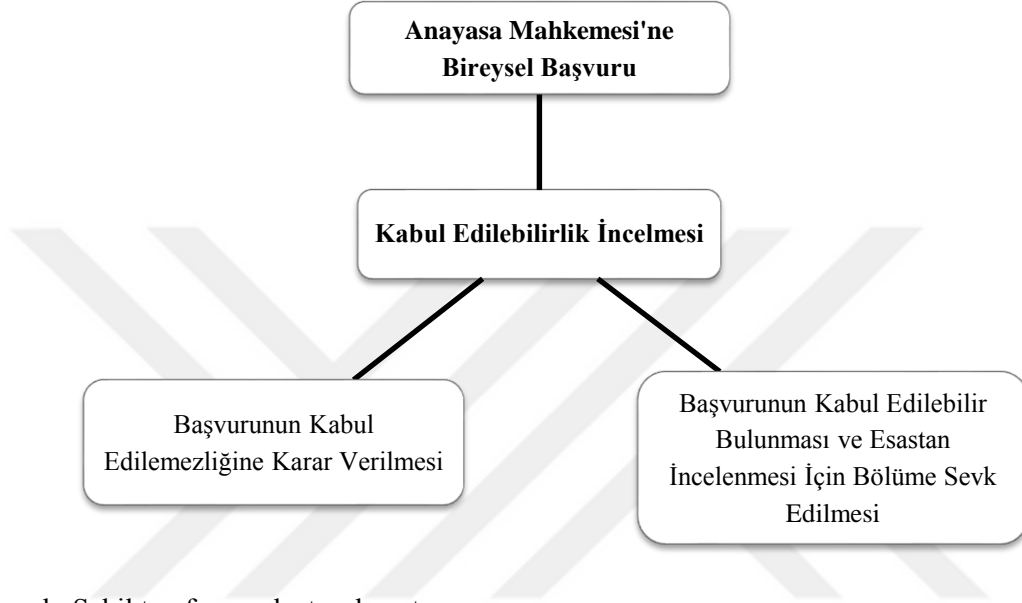 Anayasa Mahkemesi'ne
Bireysel Başvuru
Kabul Edilebilirlik İncelmesi
Başvurunun Kabul
Edilemezliğine Karar Verilmesi
Başvurunun Kabul Edilebilir
Bulunması ve Esastan
İncelenmesi İçin Bölüme Sevk
Edilmesi